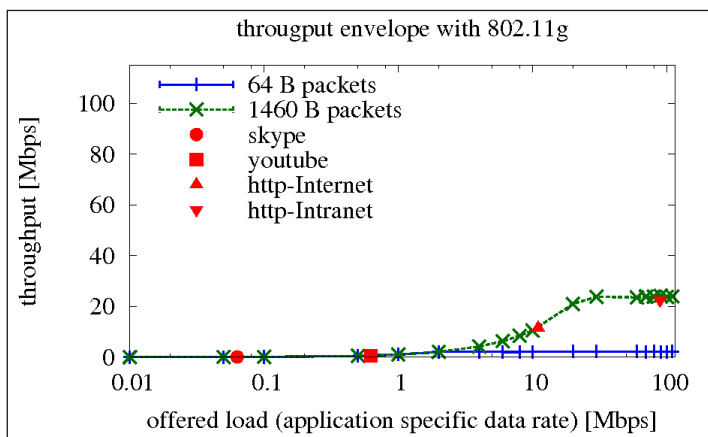 througput envelope with 802.11g
64 B packets
1460 B packets
skype
youtube
http-Internet
http-Intranet
throughput [Mbps]
100
80
60
40
20
0
0.01 0.1 1 10 100
offered load (application specific data rate) [Mbps]